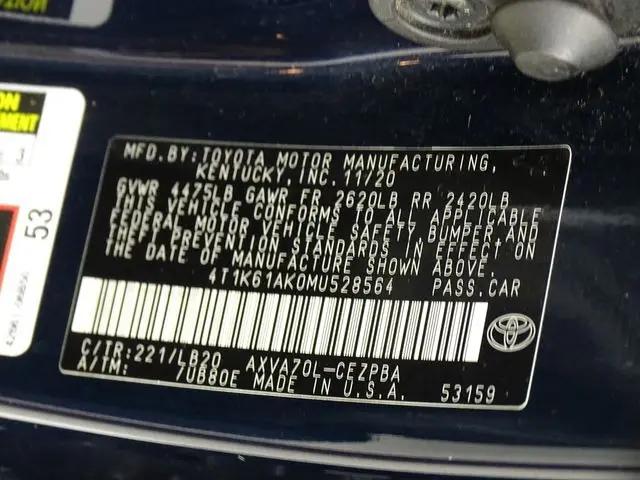 MFD.BY:TOYOTA MOTOR MANUFACTURING,
KENTUCKY, INC. 11/20
GVWR 4475LB GAWR FR 2620LB RR 2420LB
THIS VEHICLE CONFORMS TO ALL APPLICABLE
FEDERAL MOTOR VEHICLE SAFETY, BUMPER, AND
THEFT PREVENTION STANDARDS IN EFFECT ON
THE DATE OF MANUFACTURE SHOWN ABOVE.
4T1K61AK0MU528564 PASS.CAR
C/TR:221/LB20 AXVA70L-CEZPBA
A/TM: 7UB80E MADE IN U.S.A. 53159
53